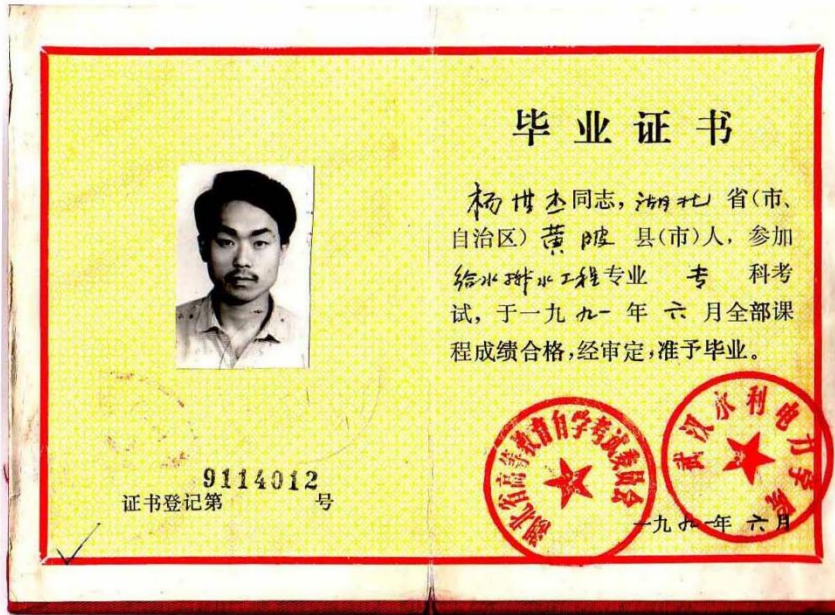 毕业证书
杨世杰同志,湖北省(市、
自治区)黄陂县(市)人,参加
给水排水工程专业 专 科考
试,于一九九一年六月全部课
程成绩合格,经审定,准予毕业。
湖北省高等教育自学考试委员会
武汉水利电力学院
一九九一年六月
9114012
证书登记第 号